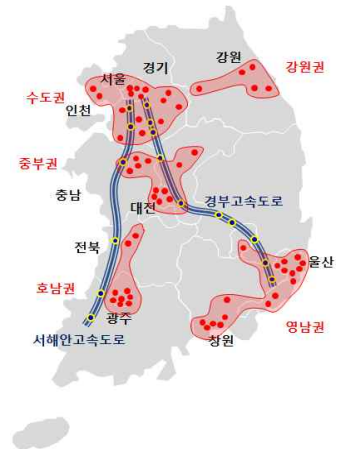 강원
강원권
경기
서울
수도권
인천
중부권
충남
대전
경부고속도로
전북
울산
호남권
광주
영남권
창원
서해안고속도로